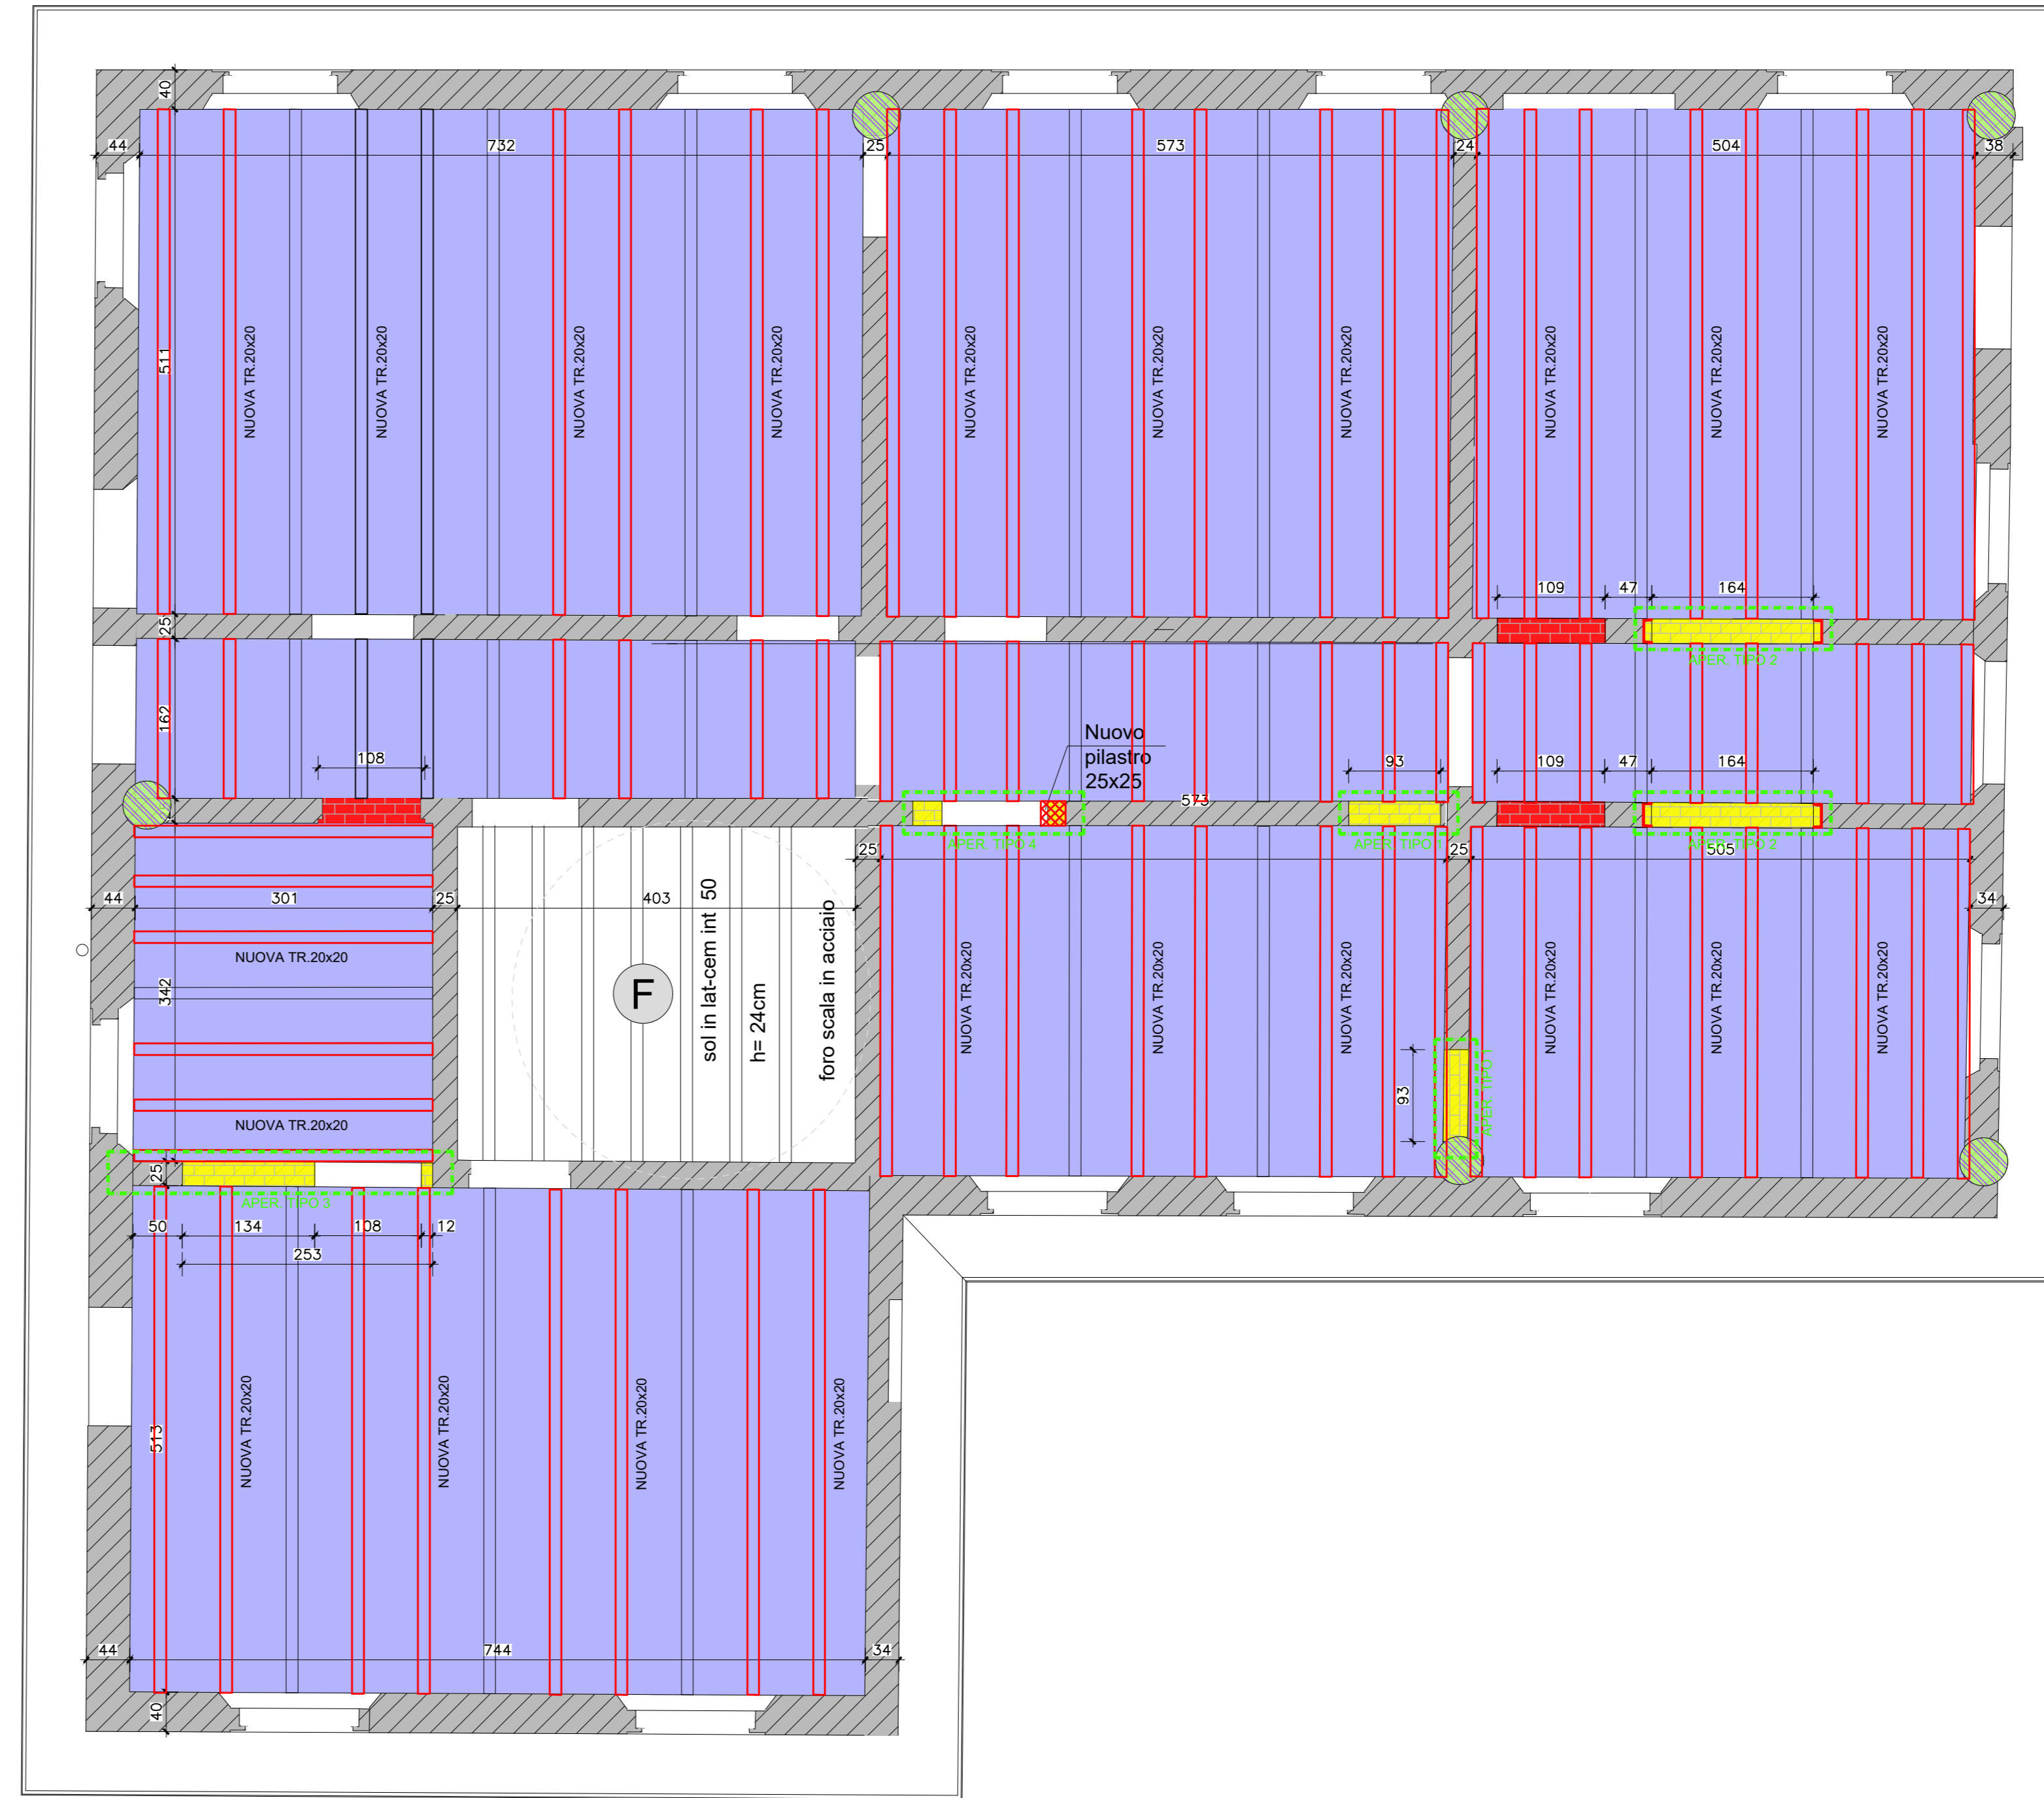 40
44
732
25
573
24
504
38
511
NUOVA TR.20x20
NUOVA TR.20x20
NUOVA TR.20x20
NUOVA TR.20x20
NUOVA TR.20x20
NUOVA TR.20x20
NUOVA TR.20x20
NUOVA TR.20x20
NUOVA TR.20x20
NUOVA TR.20x20
109
47
164
25
APER. TIPO 2
162
108
Nuovo
pilastro
25x25
93
109
47
164
573
APER. TIPO 4
APER. TIPO 1
APER. TIPO 2
25
25
505
44
301
25
403
34
342
NUOVA TR.20x20
F
sol in lat-cem int 50
h= 24cm
foro scala in acciaio
NUOVA TR.20x20
NUOVA TR.20x20
NUOVA TR.20x20
NUOVA TR.20x20
NUOVA TR.20x20
NUOVA TR.20x20
93
APER. TIPO 1
NUOVA TR.20x20
25
APER. TIPO 3
50
134
108
12
253
513
NUOVA TR.20x20
NUOVA TR.20x20
NUOVA TR.20x20
NUOVA TR.20x20
44
744
34
40